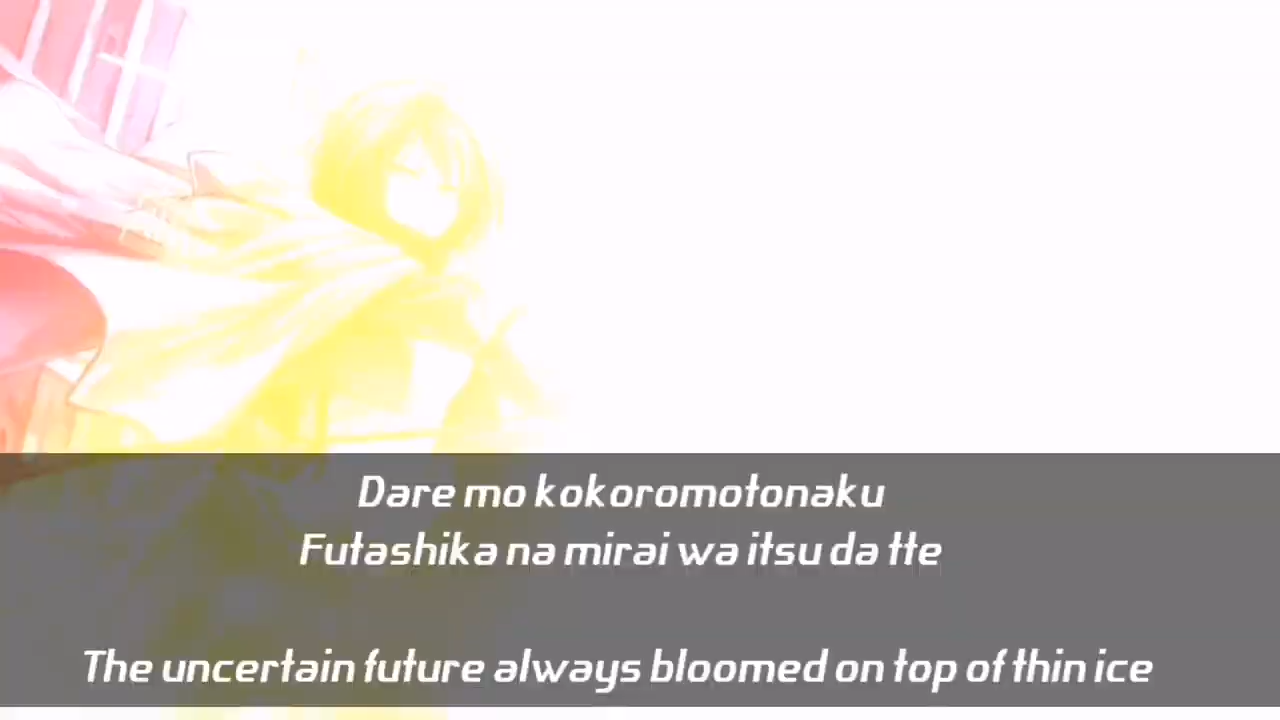 Dare mo kokoromotonaku
Futashika na mirai wa itsu da tte
The uncertain future always bloomed on top of thin ice